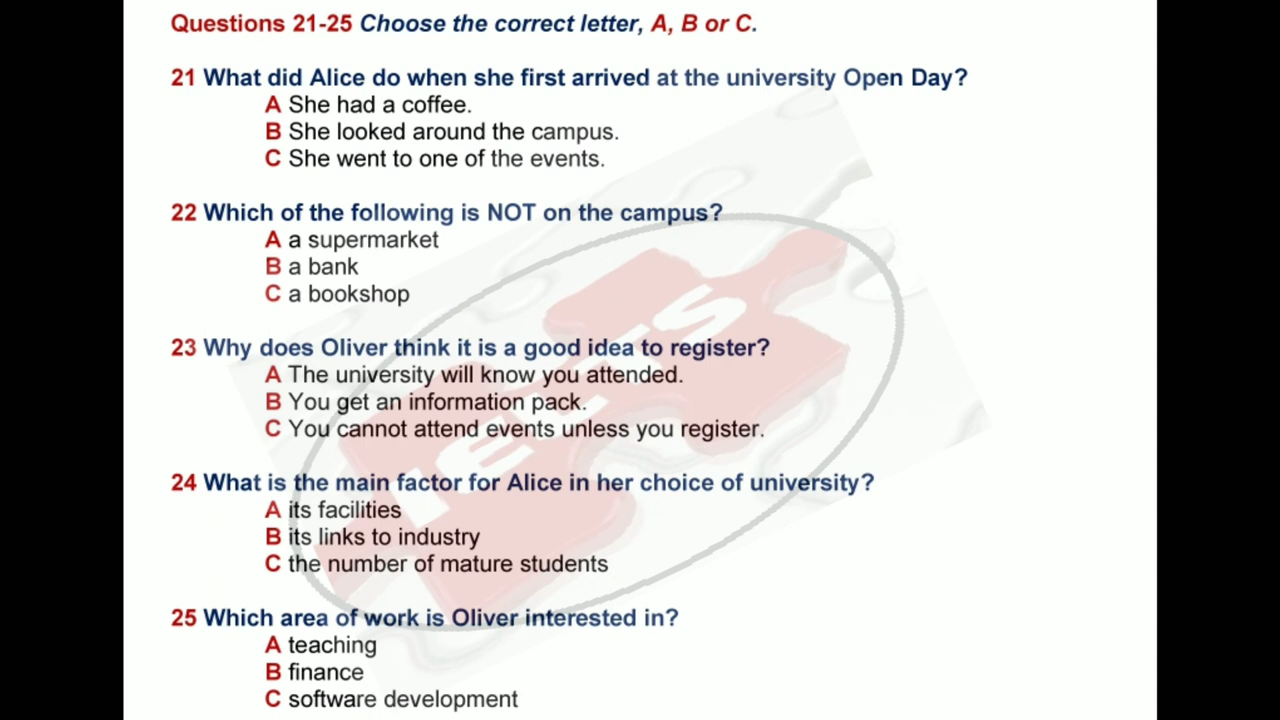 Questions 21-25 Choose the correct letter, A, B or C.
21 What did Alice do when she first arrived at the university Open Day?
A She had a coffee.
B She looked around the campus.
C She went to one of the events.
22 Which of the following is NOT on the campus?
A a supermarket
B a bank
C a bookshop
23 Why does Oliver think it is a good idea to register?
A The university will know you attended.
B You get an information pack.
C You cannot attend events unless you register.
24 What is the main factor for Alice in her choice of university?
A its facilities
B its links to industry
C the number of mature students
25 Which area of work is Oliver interested in?
A teaching
B finance
C software development
IELTS